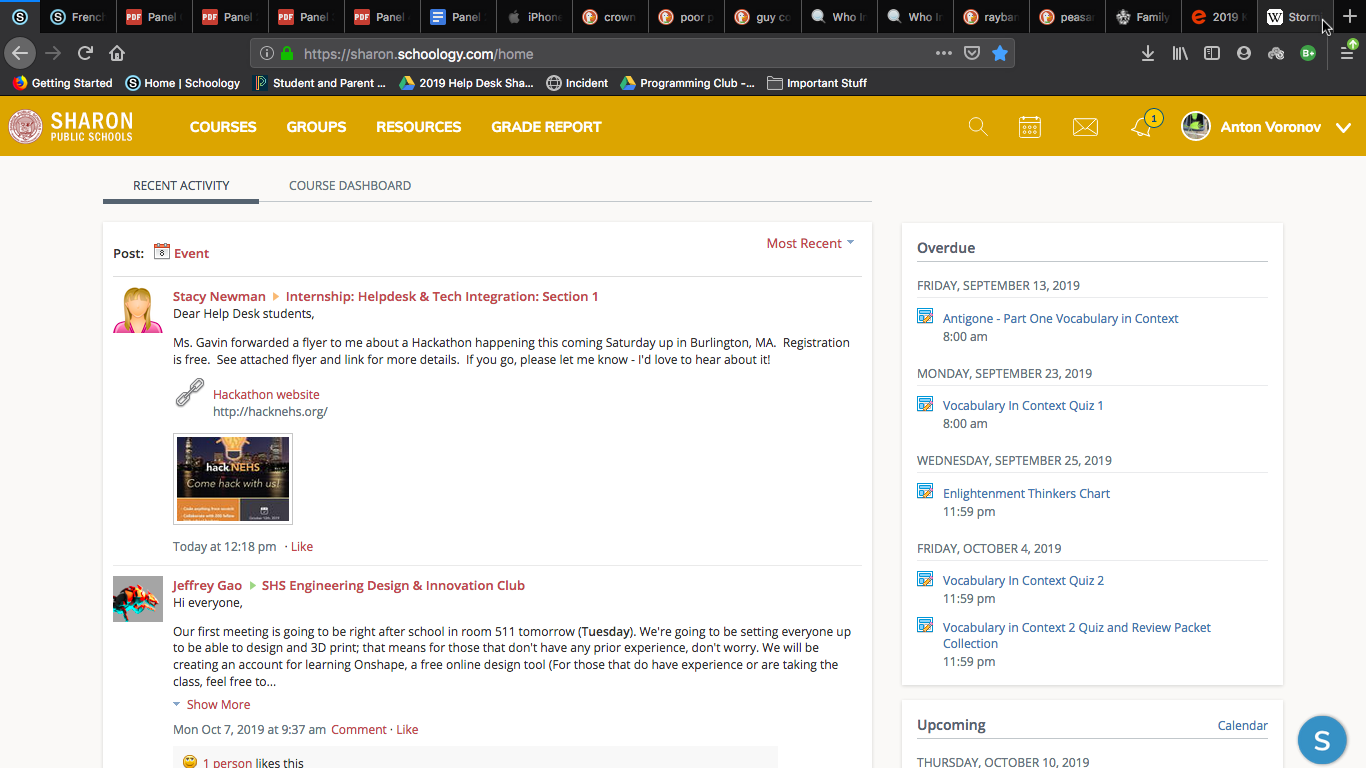 French
PDF Panel
PDF Panel
PDF Panel
PDF Panel
Panel
iPhone
crown
poor p
guy co
Who In
Who In
rayban
peasan
Family
2019
W Storm
https://sharon.schoology.com/home
Getting Started
S Home | Schoology
Student and Parent ...
2019 Help Desk Sha...
Incident
Programming Club -...
Important Stuff
SHARON
PUBLIC SCHOOLS
COURSES
GROUPS
RESOURCES
GRADE REPORT
1
Anton Voronov
RECENT ACTIVITY
COURSE DASHBOARD
Post:
8
Event
Most Recent
Stacy Newman
Internship: Helpdesk & Tech Integration: Section 1
Dear Help Desk students,
Ms. Gavin forwarded a flyer to me about a Hackathon happening this coming Saturday up in Burlington, MA. Registration
is free. See attached flyer and link for more details. If you go, please let me know - I'd love to hear about it!
Hackathon website
http://hacknehs.org/
hack.NEHS
Come hack with us!
Today at 12:18 pm · Like
Jeffrey Gao
SHS Engineering Design & Innovation Club
Hi everyone,
Our first meeting is going to be right after school in room 511 tomorrow (Tuesday). We're going to be setting everyone up
to be able to design and 3D print; that means for those that don't have any prior experience, don't worry. We will be
creating an account for learning Onshape, a free online design tool (For those that do have experience or are taking the
class, feel free to...
Show More
Mon Oct 7, 2019 at 9:37 am Comment · Like
1 person likes this
Overdue
FRIDAY, SEPTEMBER 13, 2019
Antigone - Part One Vocabulary in Context
8:00 am
MONDAY, SEPTEMBER 23, 2019
Vocabulary In Context Quiz 1
8:00 am
WEDNESDAY, SEPTEMBER 25, 2019
Enlightenment Thinkers Chart
11:59 pm
FRIDAY, OCTOBER 4, 2019
Vocabulary In Context Quiz 2
11:59 pm
Vocabulary in Context 2 Quiz and Review Packet
Collection
11:59 pm
Upcoming
Calendar
THURSDAY, OCTOBER 10, 2019
S